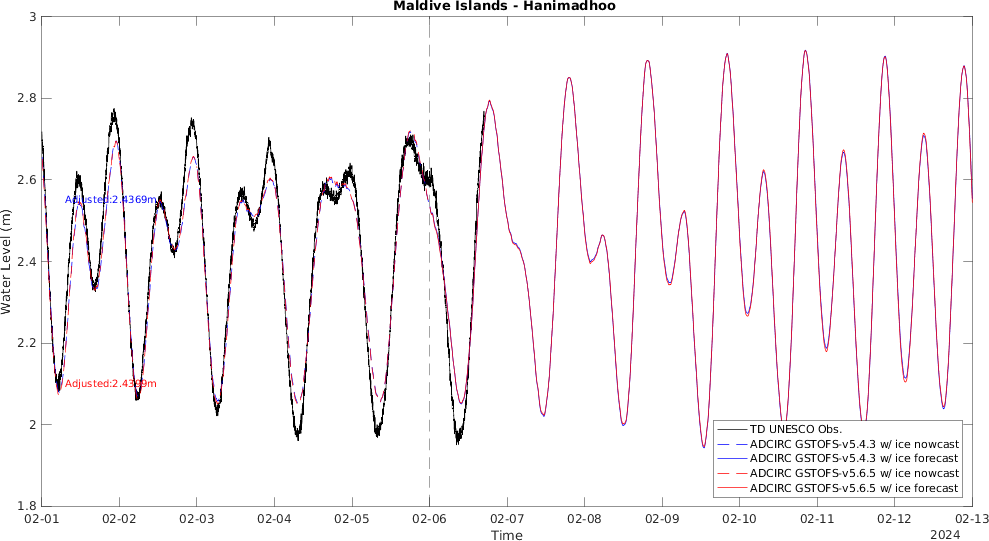 Maldive Islands - Hanimadhoo
3
2.8
2.6
2.4
2.2
2
1.8
Water Level (m)
Adjusted:2.4369m
Adjusted:2.4399m
TD UNESCO Obs.
ADCIRC GSTOFS-v5.4.3 w/ ice nowcast
ADCIRC GSTOFS-v5.4.3 w/ ice forecast
ADCIRC GSTOFS-v5.6.5 w/ ice nowcast
ADCIRC GSTOFS-v5.6.5 w/ ice forecast
02-01 02-02 02-03 02-04 02-05 02-06 02-07 02-08 02-09 02-10 02-11 02-12 02-13
Time
2024